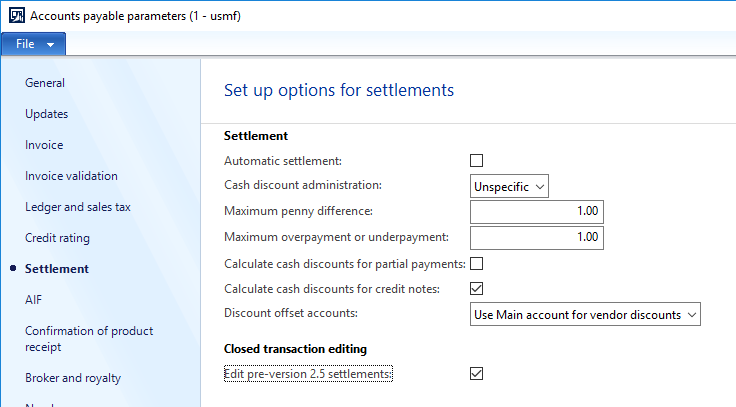 Accounts payable parameters (1 - usmf)
File
General
Updates
Invoice
Invoice validation
Ledger and sales tax
Credit rating
Settlement
AIF
Confirmation of product
receipt
Broker and royalty
Set up options for settlements
Settlement
Automatic settlement:
Cash discount administration: Unspecific
Maximum penny difference: 1.00
Maximum overpayment or underpayment: 1.00
Calculate cash discounts for partial payments:
Calculate cash discounts for credit notes:
Discount offset accounts: Use Main account for vendor discounts
Closed transaction editing
Edit pre-version 2.5 settlements: